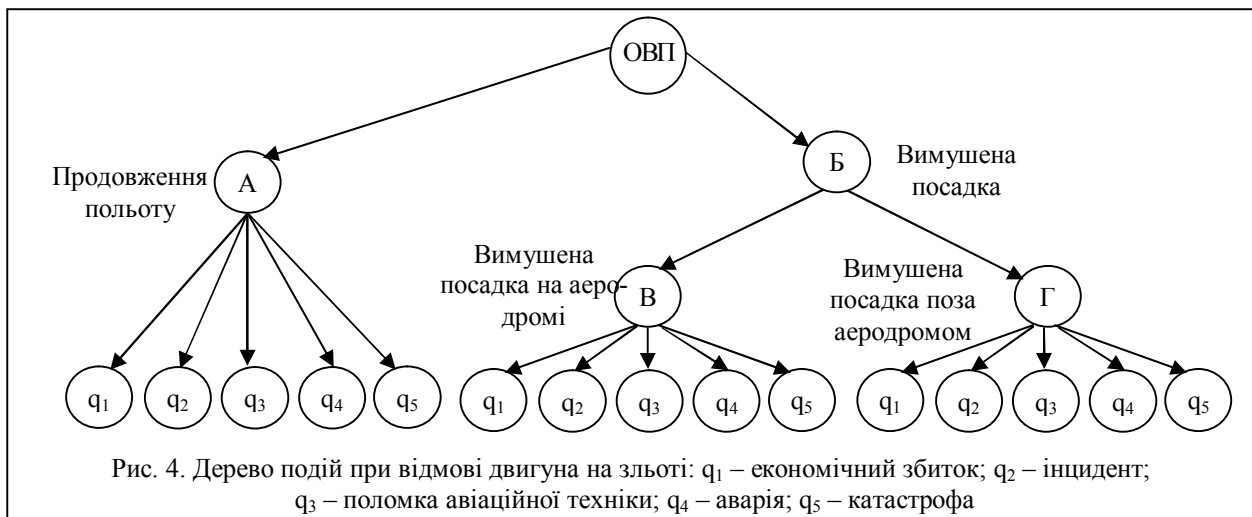 ОВП
А
Б
Продовження
польоту
Вимушена
посадка
Вимушена
посадка на аеро-
дромі
В
Вимушена
посадка поза
аеродромом
Г
q₁ q₂ q₃ q₄ q₅ q₁ q₂ q₃ q₄ q₅ q₁ q₂ q₃ q₄ q₅
Рис. 4. Дерево подій при відмові двигуна на зльоті: q₁ – економічний збиток; q₂ – інцидент;
q₃ – поломка авіаційної техніки; q₄ – аварія; q₅ – катастрофа